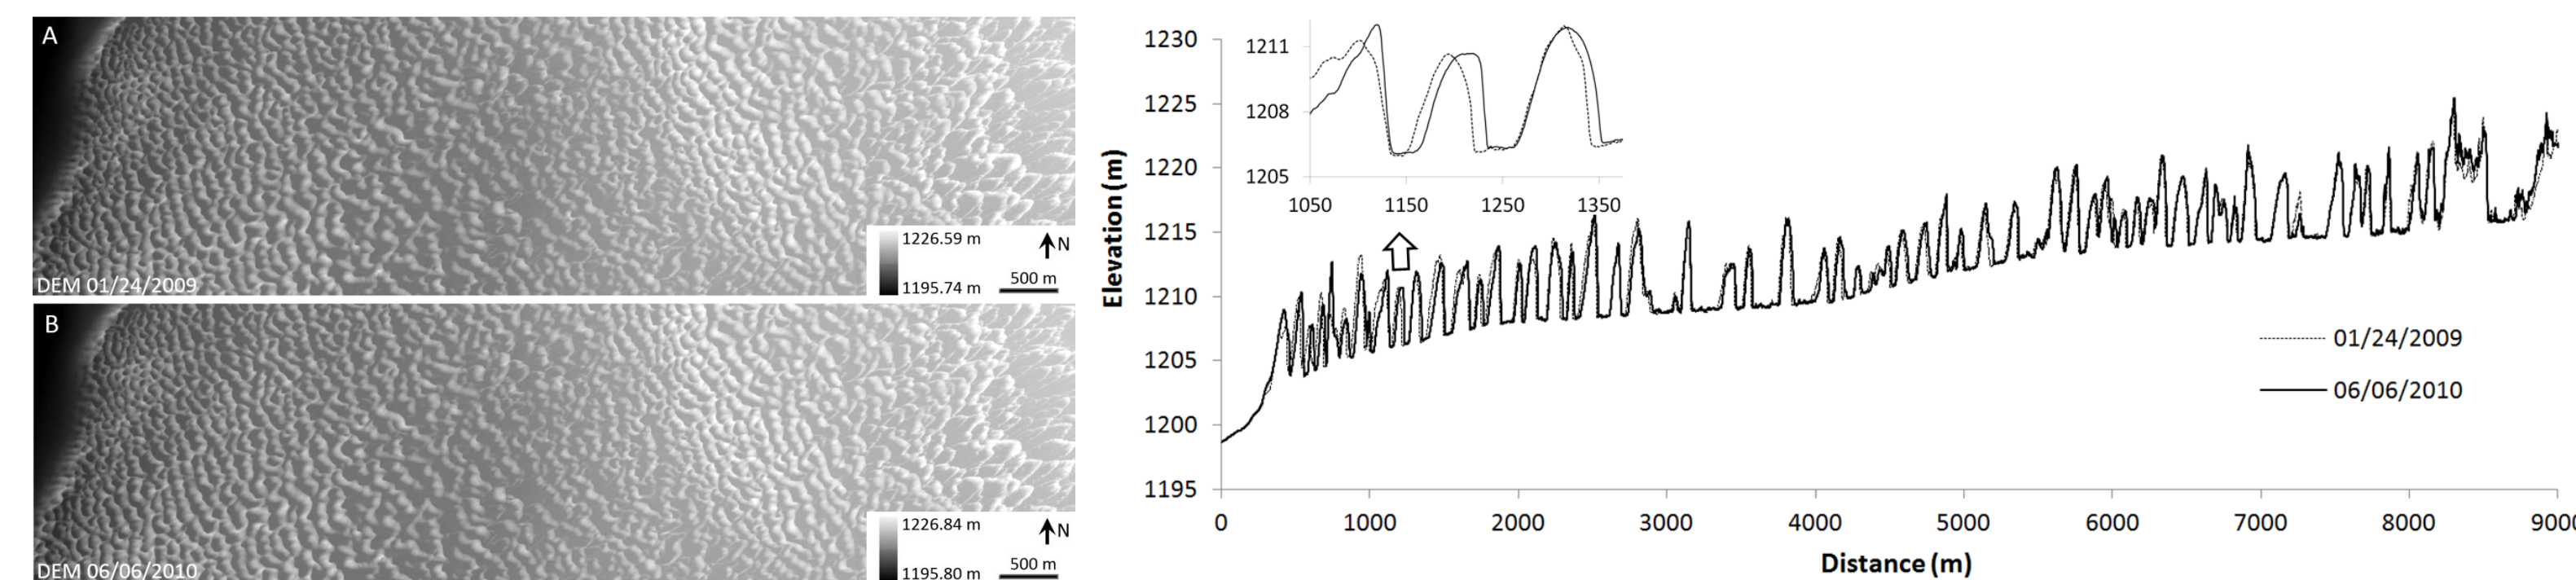 A
1226.59 m
N
1195.74 m
500 m
DEM 01/24/2009
B
1226.84 m
N
1195.80 m
500 m
DEM 06/06/2010
Elevation (m)
1230
1225
1220
1215
1210
1205
1200
1195
1211
1208
1205
1050 1150 1250 1350
01/24/2009
06/06/2010
0 1000 2000 3000 4000 5000 6000 7000 8000 9000
Distance (m)